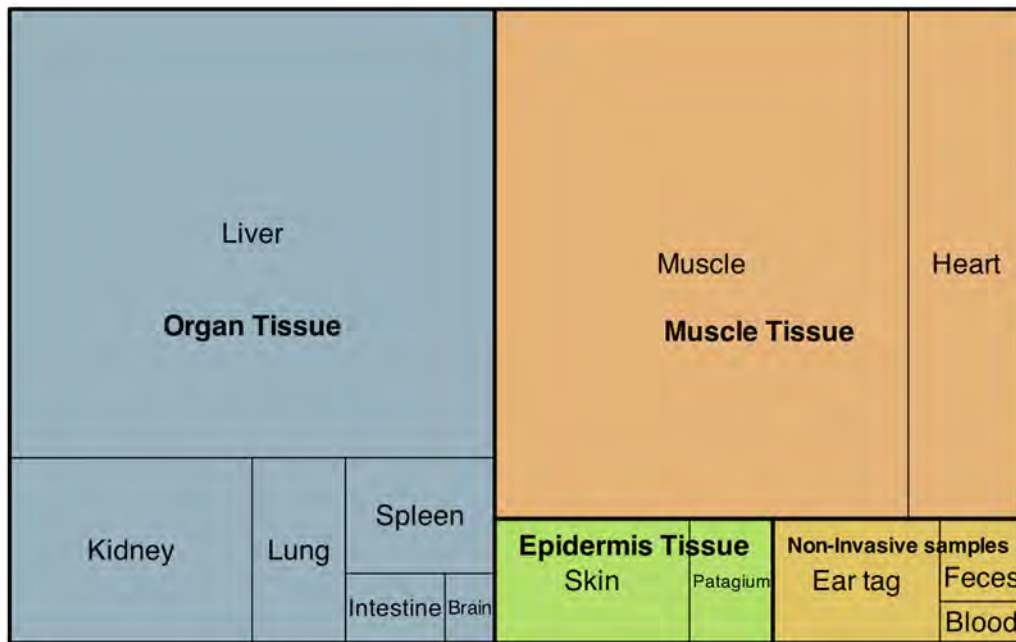 Liver
Organ Tissue
Kidney
Lung
Spleen
Intestine
Brain
Muscle
Heart
Muscle Tissue
Epidermis Tissue
Skin
Patagium
Non-Invasive samples
Ear tag
Feces
Blood